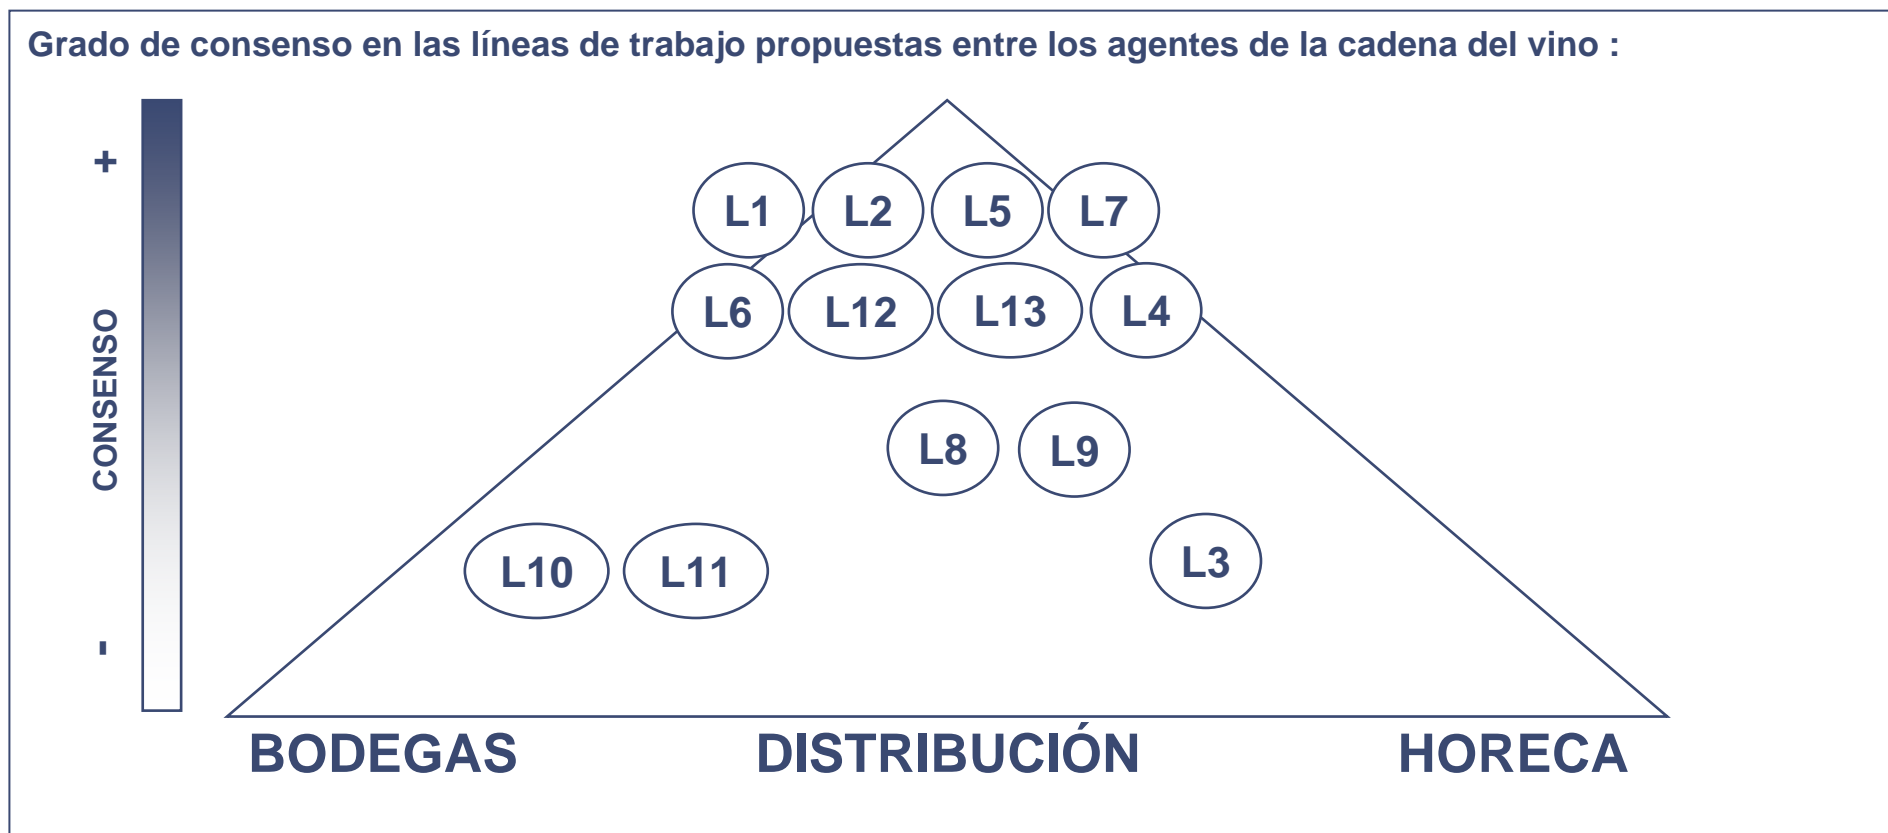 Grado de consenso en las líneas de trabajo propuestas entre los agentes de la cadena del vino :
+
CONSENSO
-
L1 L2 L5 L7
L6 L12 L13 L4
L8 L9
L10 L11 L3
BODEGAS DISTRIBUCIÓN HORECA